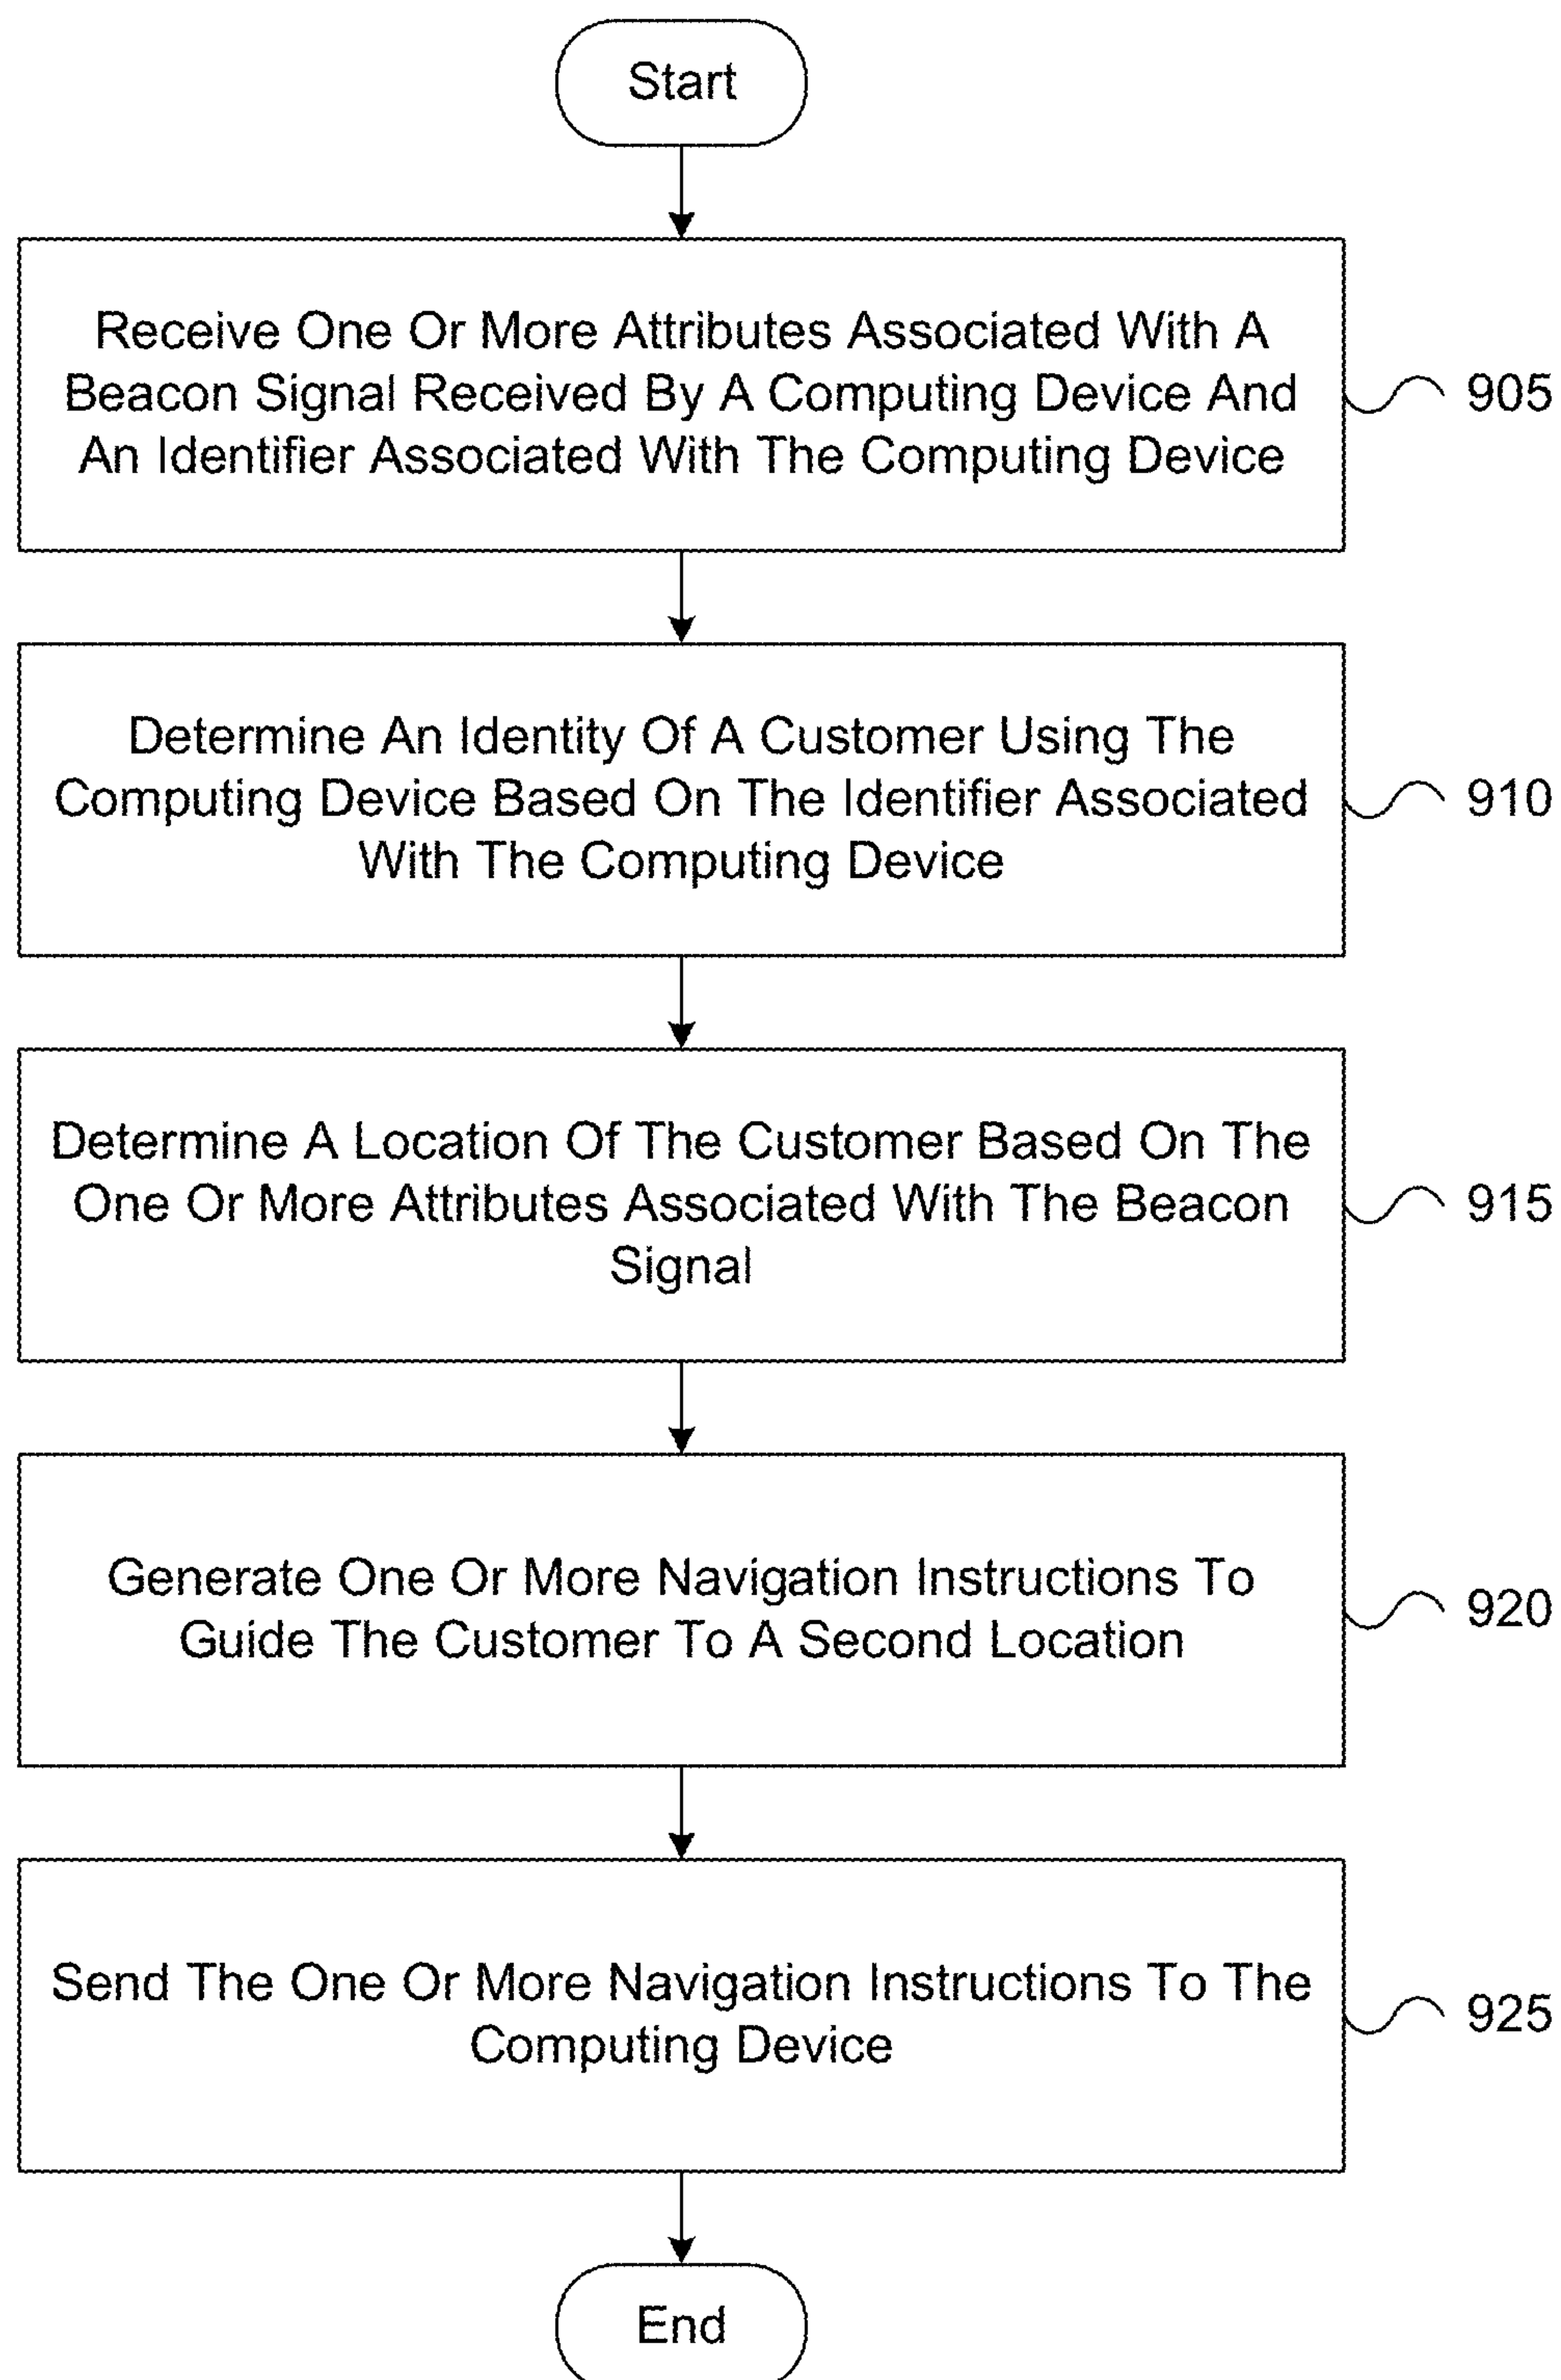 Start
Receive One Or More Attributes Associated With A
Beacon Signal Received By A Computing Device And
An Identifier Associated With The Computing Device
905
Determine An Identity Of A Customer Using The
Computing Device Based On The Identifier Associated
With The Computing Device
910
Determine A Location Of The Customer Based On The
One Or More Attributes Associated With The Beacon
Signal
915
Generate One Or More Navigation Instructions To
Guide The Customer To A Second Location
920
Send The One Or More Navigation Instructions To The
Computing Device
925
End